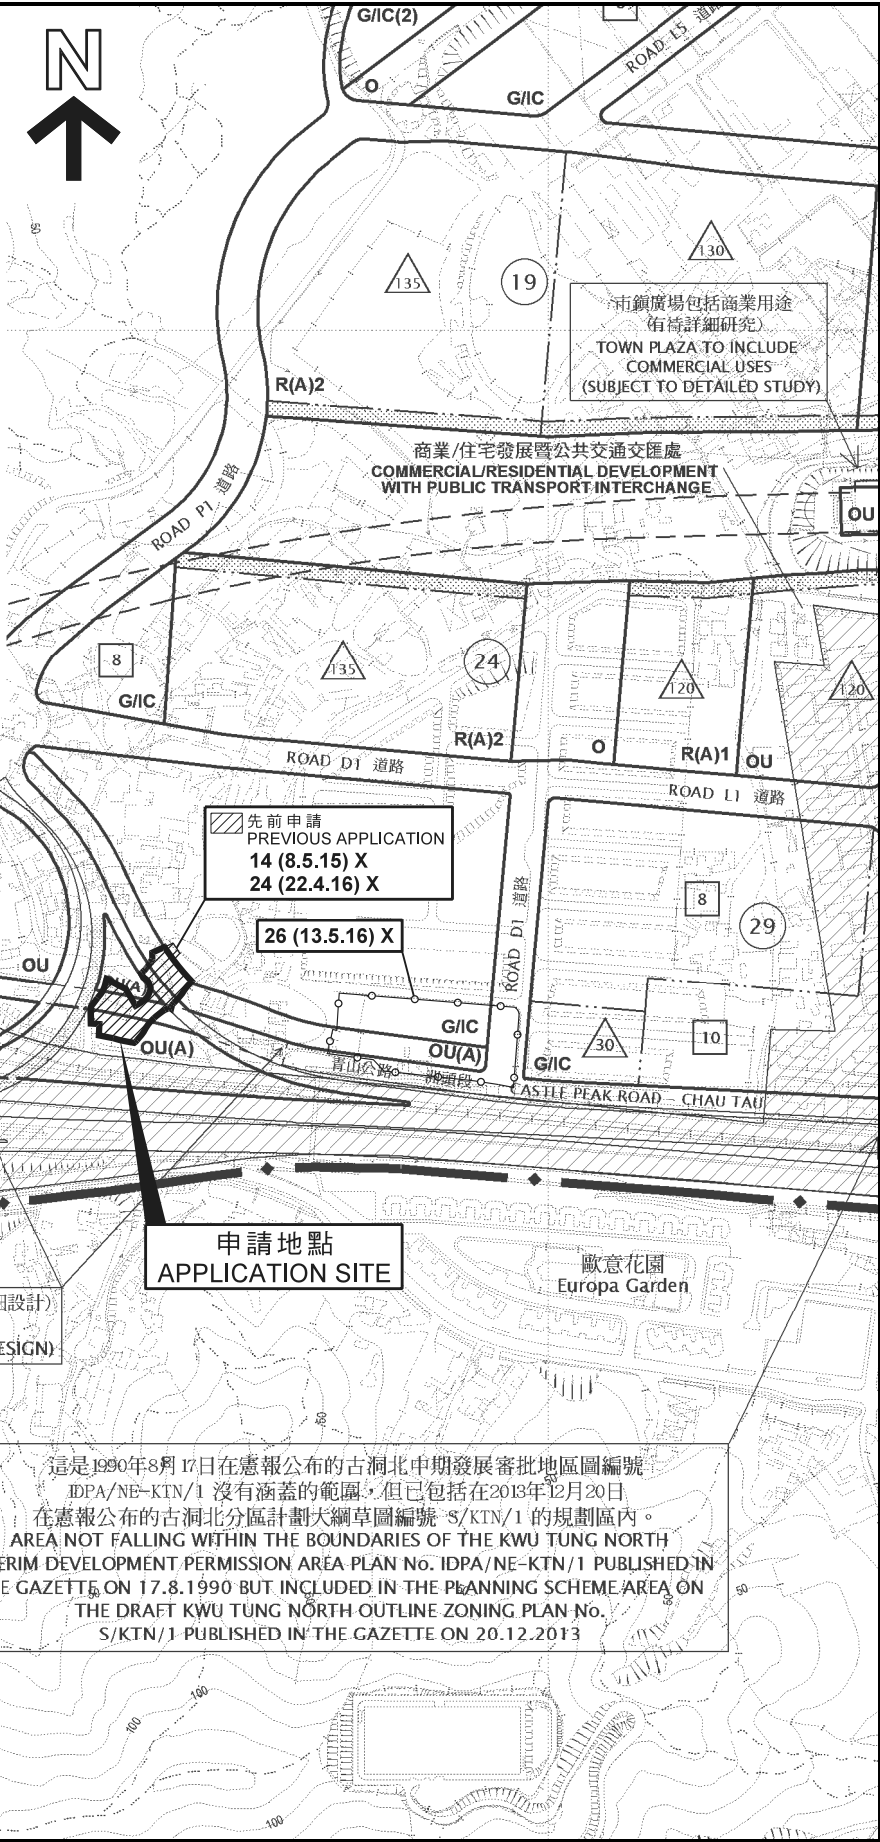 G/IC(2)
N
O
G/IC
ROAD L5 道路
50
135
19
130
市鎮廣場包括商業用途
(有待詳細研究)
TOWN PLAZA TO INCLUDE
COMMERCIAL USES
(SUBJECT TO DETAILED STUDY)
R(A)2
商業/住宅發展暨公共交通交匯處
COMMERCIAL/RESIDENTIAL DEVELOPMENT
WITH PUBLIC TRANSPORT INTERCHANGE
OU
ROAD P1 道路
8
G/IC
135
24
120
120
R(A)2
O
R(A)1
OU
ROAD D1 道路
ROAD L1 道路
先前申請
PREVIOUS APPLICATION
14 (8.5.15) X
24 (22.4.16) X
8
29
26 (13.5.16) X
ROAD D1 道路
OU
OU(A)
G/IC
OU(A)
30
10
G/IC
青山公路 洲頭段
CASTLE PEAK ROAD CHAU TAU
申請地點
APPLICATION SITE
歐意花園
Europa Garden
設計)
ESIGN)
50
這是1990年8月17日在憲報公布的古洞北中期發展審批地區圖編號
IDPA/NE-KTN/1 沒有涵蓋的範圍，但已包括在2013年12月20日
在憲報公布的古洞北分區計劃大綱草圖編號 S/KTN/1 的規劃區內。
AREA NOT FALLING WITHIN THE BOUNDARIES OF THE KWU TUNG NORTH
ERIM DEVELOPMENT PERMISSION AREA PLAN No. IDPA/NE-KTN/1 PUBLISHED IN
E GAZETTE ON 17.8.1990 BUT INCLUDED IN THE PLANNING SCHEME AREA ON
THE DRAFT KWU TUNG NORTH OUTLINE ZONING PLAN No.
S/KTN/1 PUBLISHED IN THE GAZETTE ON 20.12.2013
50
50
50
50
100
100
100